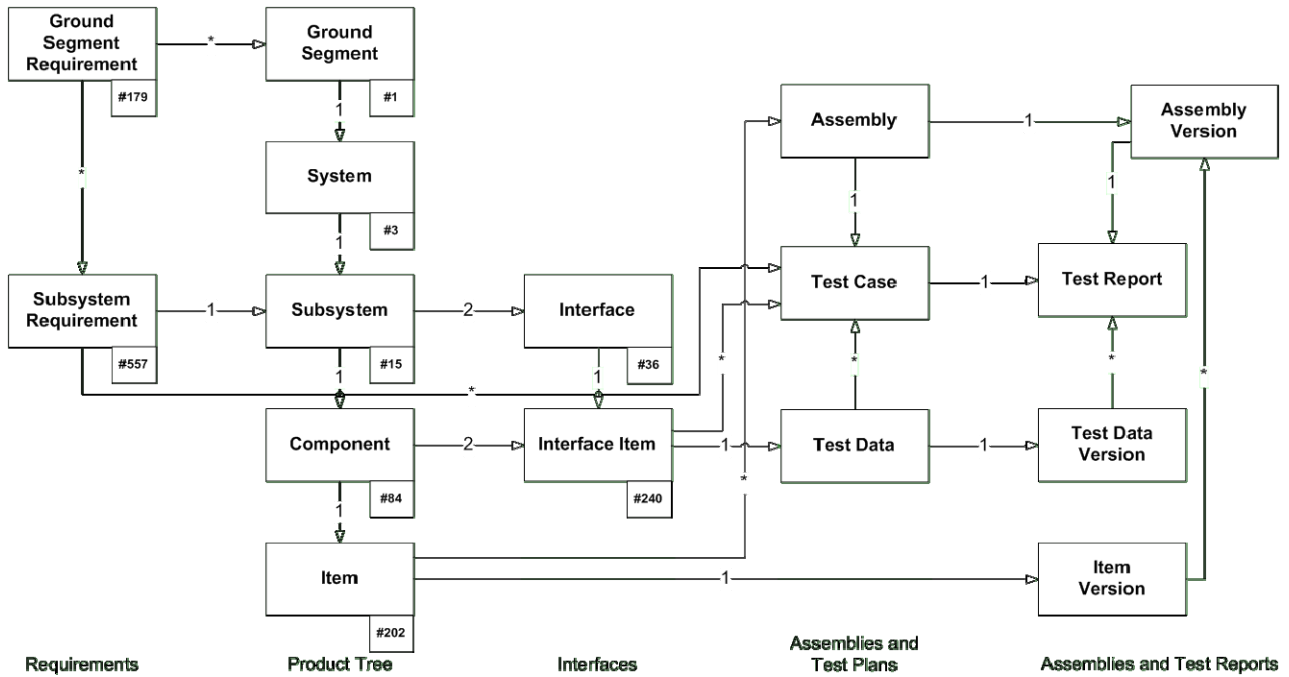 Ground
Segment
Requirement
#179
*
Ground
Segment
#1
1
System
#3
1
*
Subsystem
Requirement
#557
1
Subsystem
#15
2
Interface
#36
1
1
*
Component
#84
2
Interface Item
#240
1
*
1
Item
#202
*
1
Assembly
1
Assembly
Version
1
1
Test Case
1
Test Report
*
*
*
Test Data
1
Test Data
Version
Item
Version
Requirements
Product Tree
Interfaces
Assemblies and
Test Plans
Assemblies and Test Reports